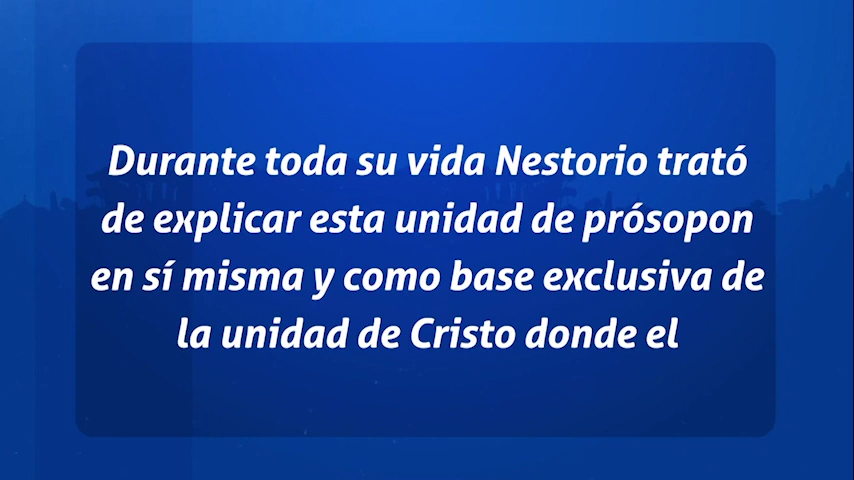 Durante toda su vida Nestorio trató
de explicar esta unidad de prósopon
en sí misma y como base exclusiva de
la unidad de Cristo donde el